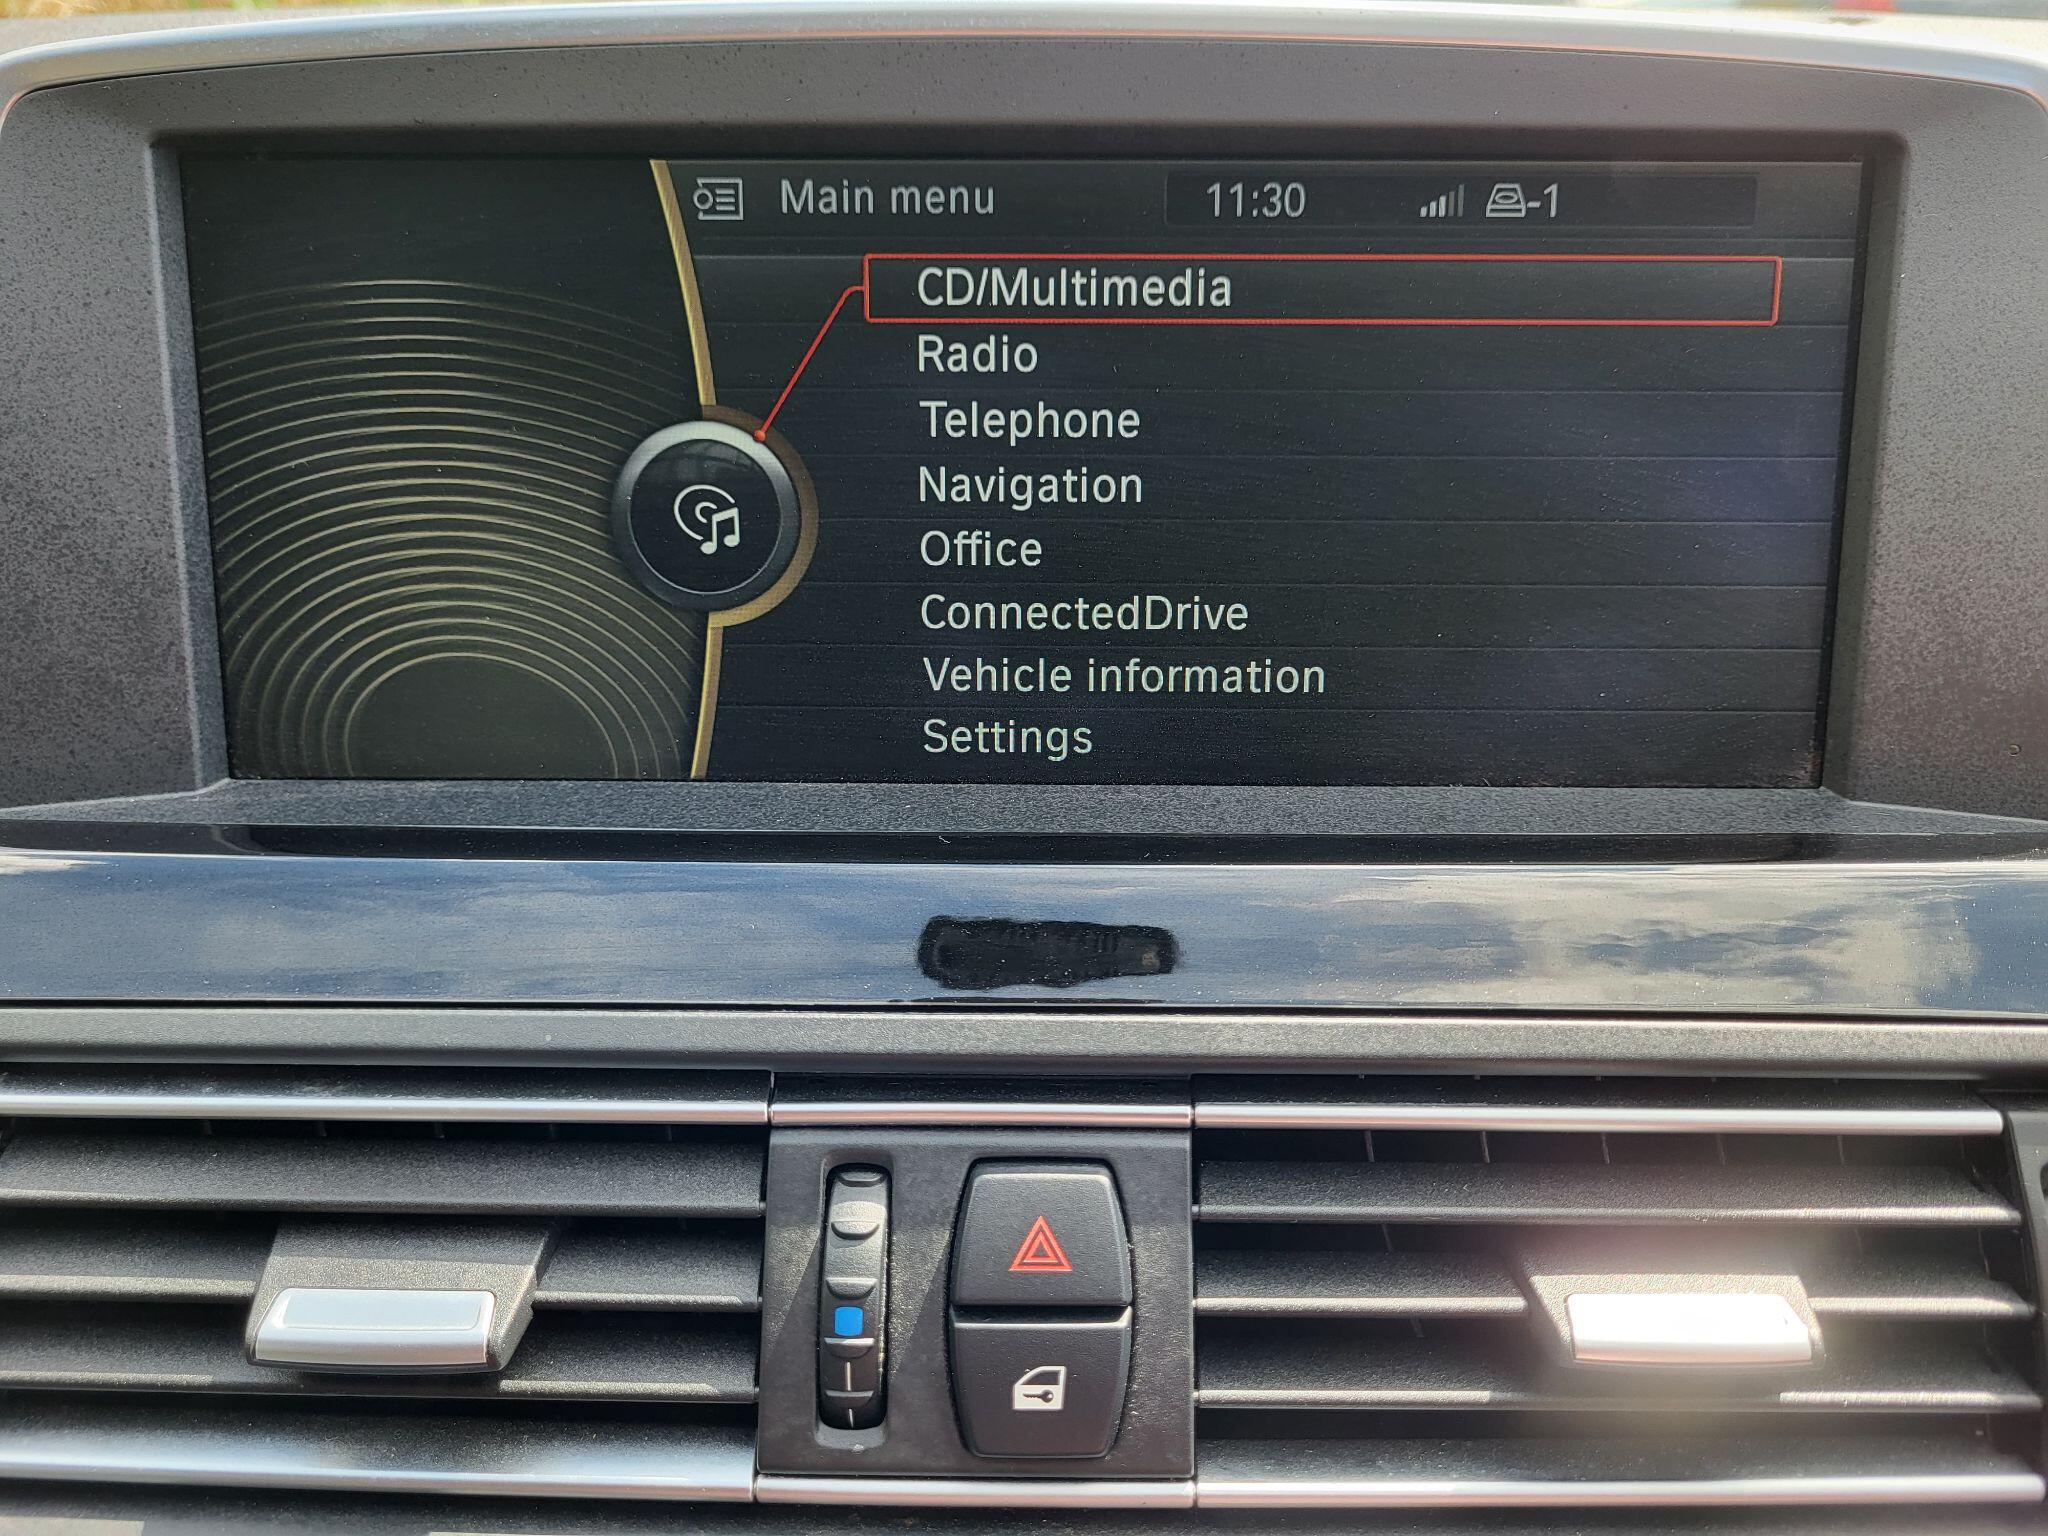 Main menu 11:30 -1
CD/Multimedia
Radio
Telephone
Navigation
Office
ConnectedDrive
Vehicle information
Settings